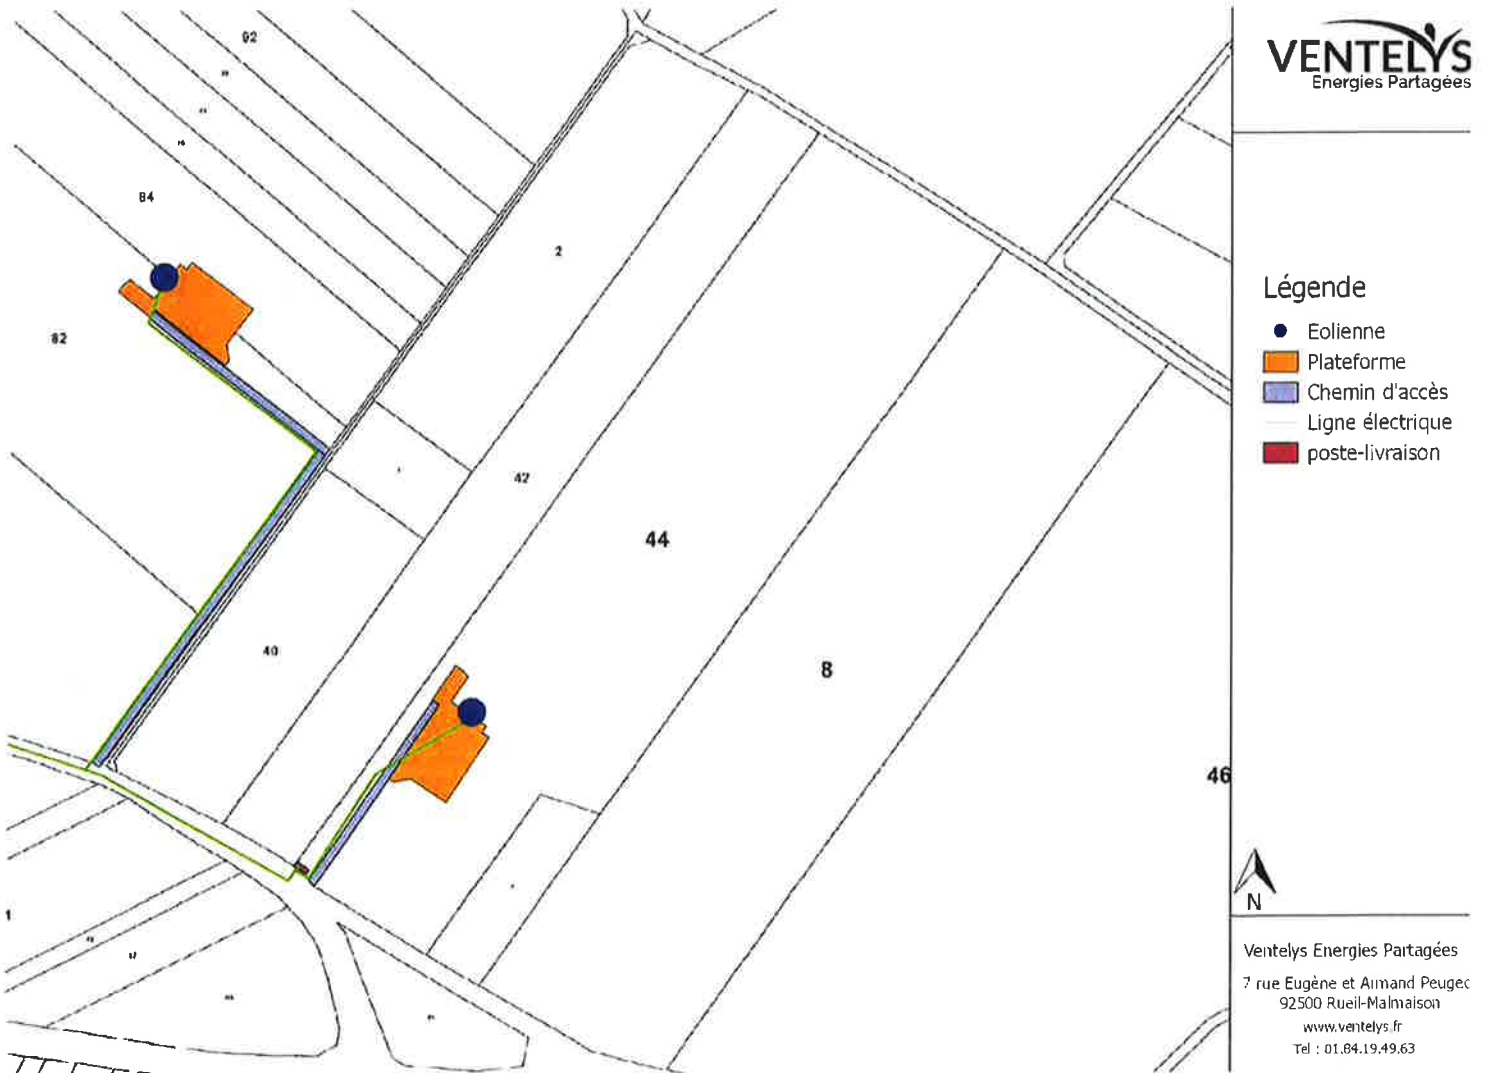 92
84
82
2
42
44
40
8
46
1
VENTELYS
Energies Partagées
Légende
Eolienne
Plateforme
Chemin d'accès
Ligne électrique
poste-livraison
N
Ventelys Energies Partagées
7 rue Eugène et Armand Peugeo
92500 Rueil-Malmaison
www.ventelys.fr
Tel : 01.84.19.49.63